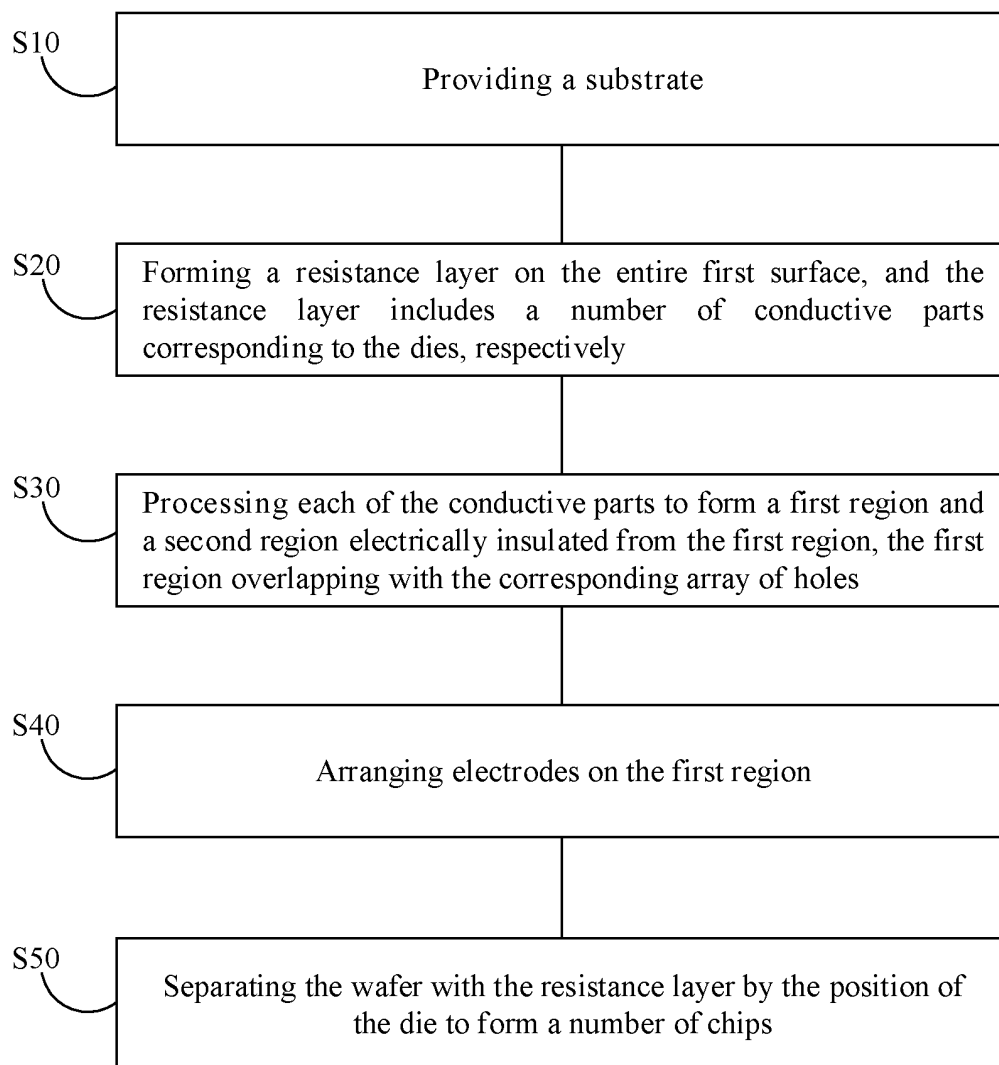 S10
Providing a substrate
S20
Forming a resistance layer on the entire first surface, and the
resistance layer includes a number of conductive parts
corresponding to the dies, respectively
S30
Processing each of the conductive parts to form a first region and
a second region electrically insulated from the first region, the first
region overlapping with the corresponding array of holes
S40
Arranging electrodes on the first region
S50
Separating the wafer with the resistance layer by the position of
the die to form a number of chips